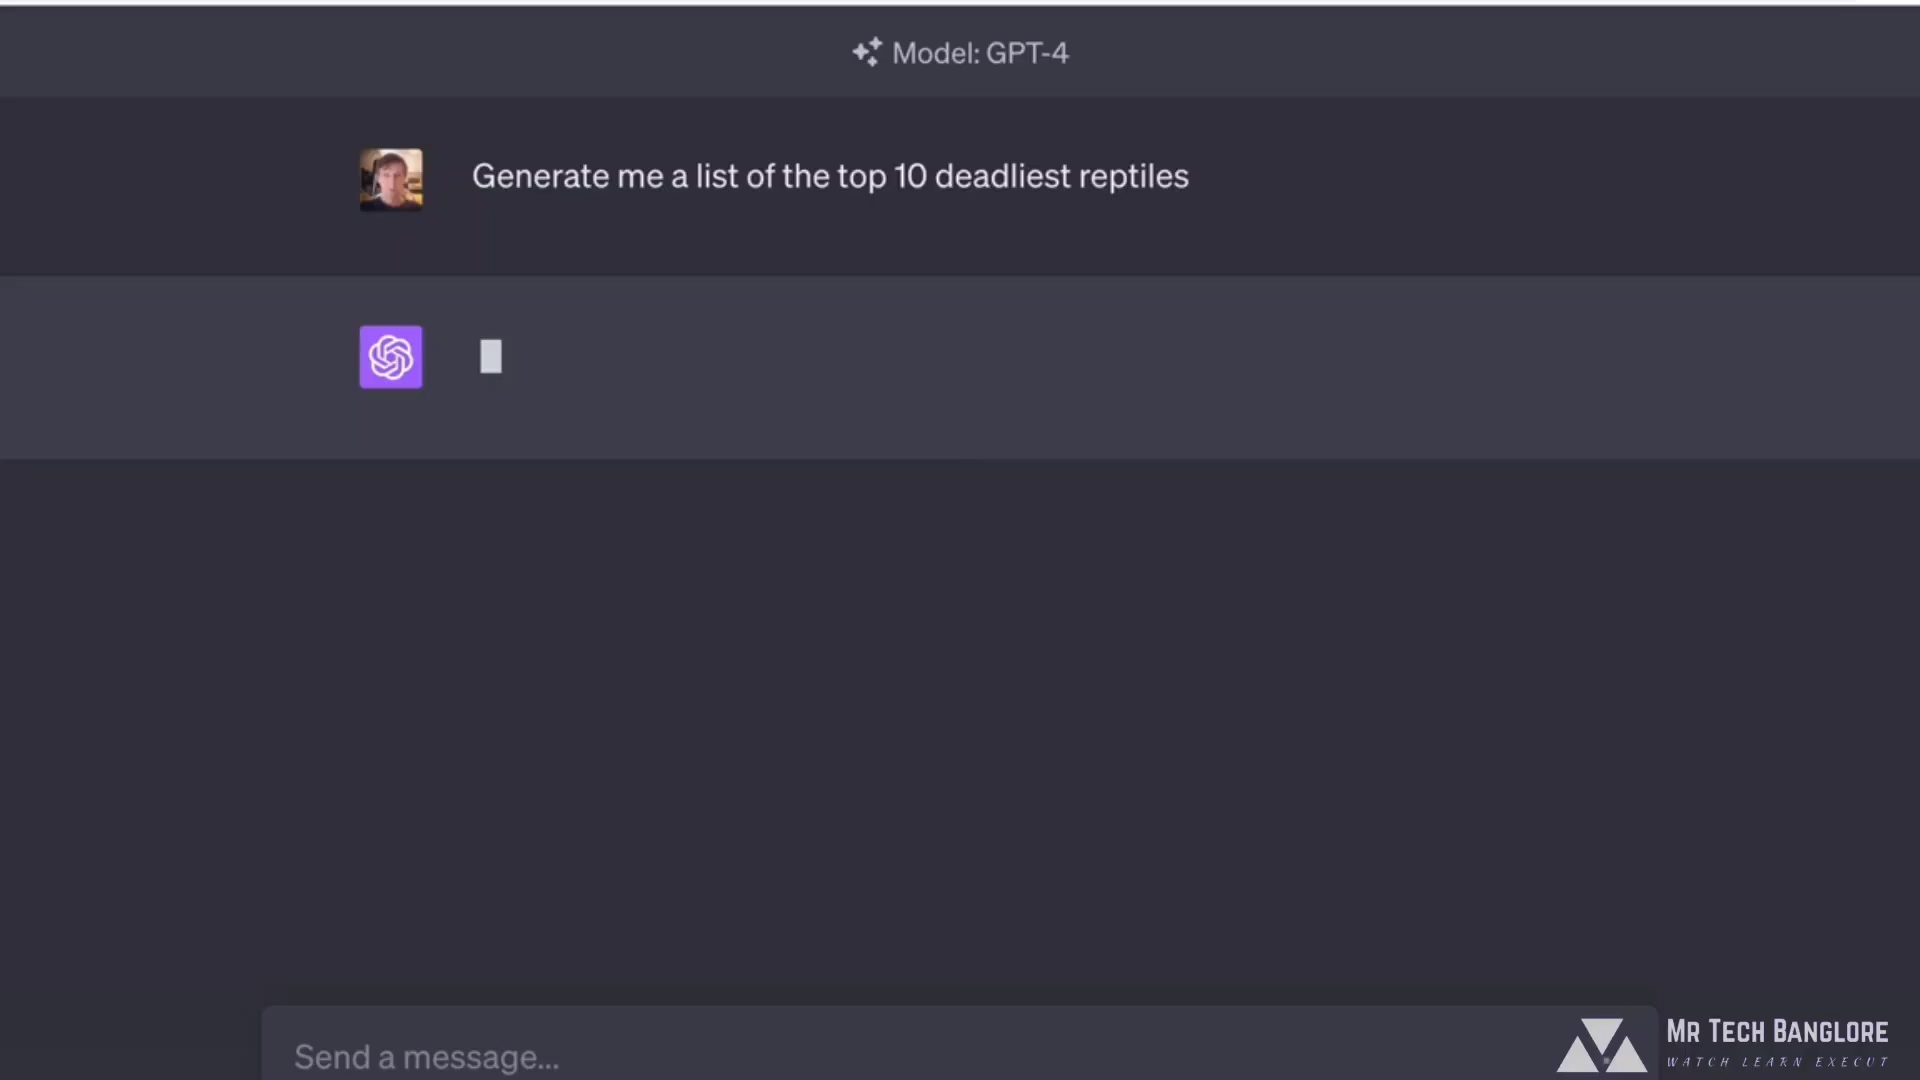 Model: GPT-4
Generate me a list of the top 10 deadliest reptiles
Send a message...
MR TECH BANGLORE
WATCH LEARN EXECUT